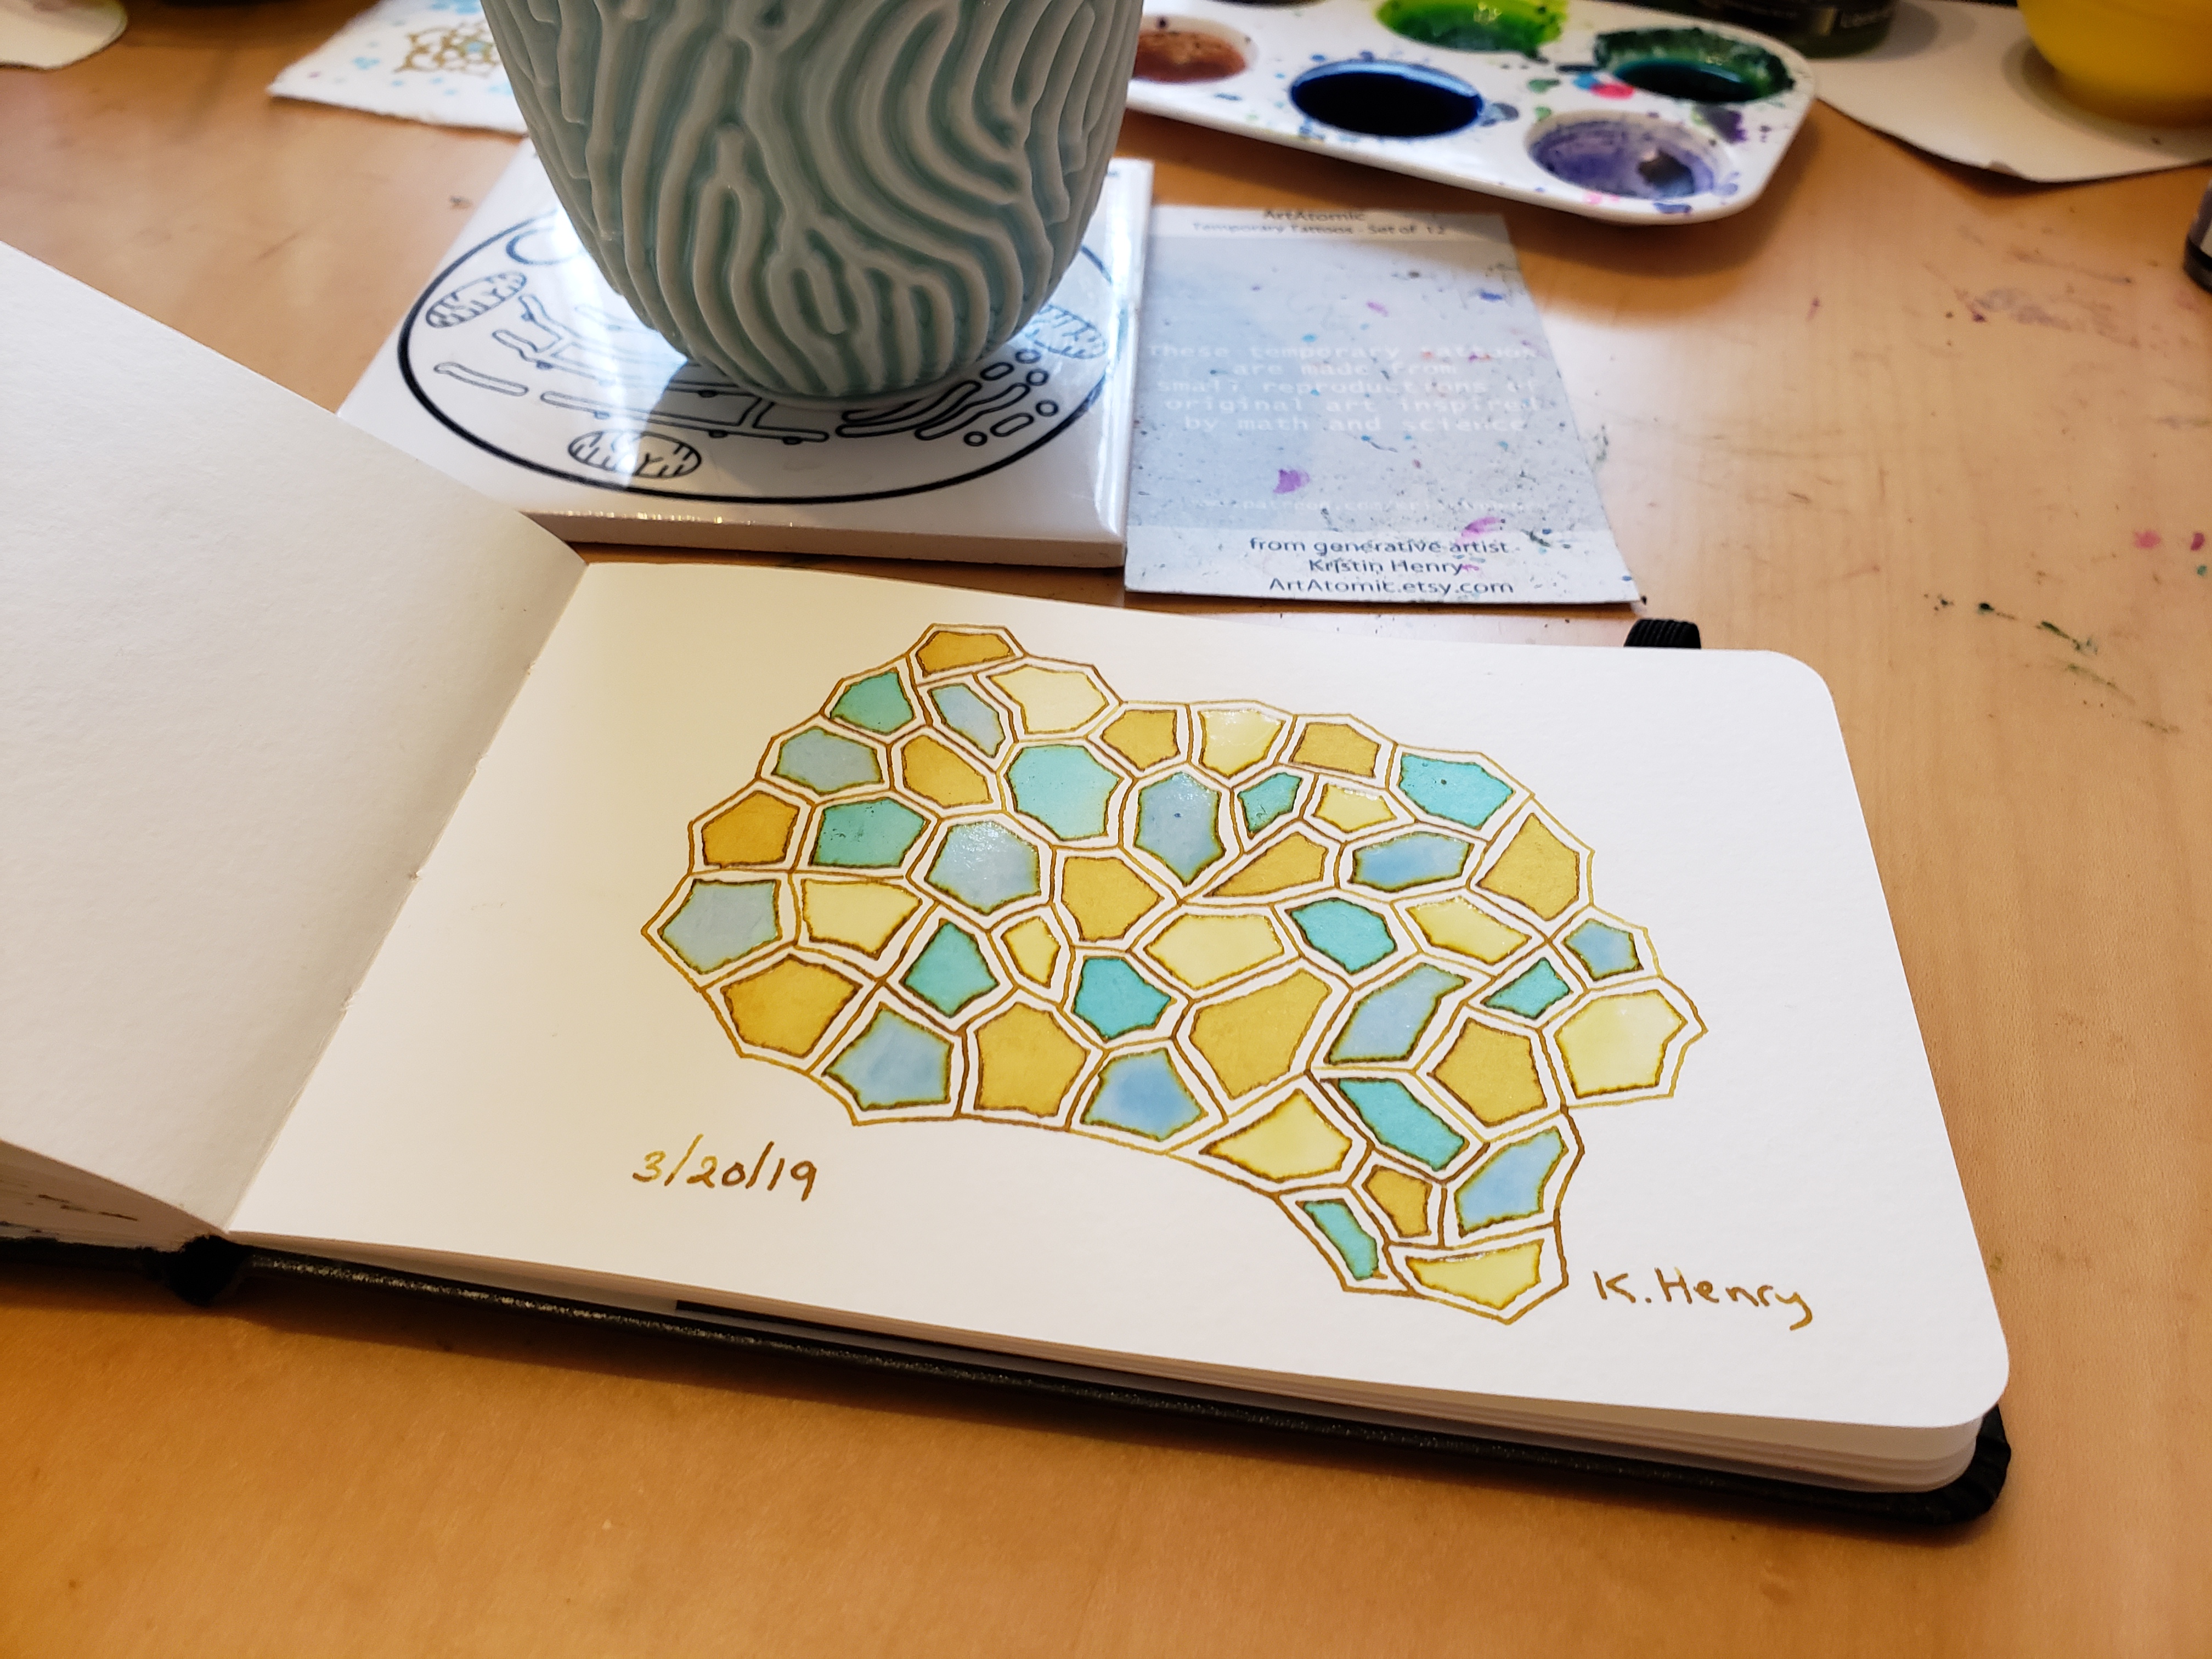 ArtAtomic
Temporary Tattoos - Set of 12
These temporary tattoos
are made from
small reproductions of
original art inspired
by math and science
from generative artist
Kristin Henry
ArtAtomic.etsy.com
3/20/19
K. Henry